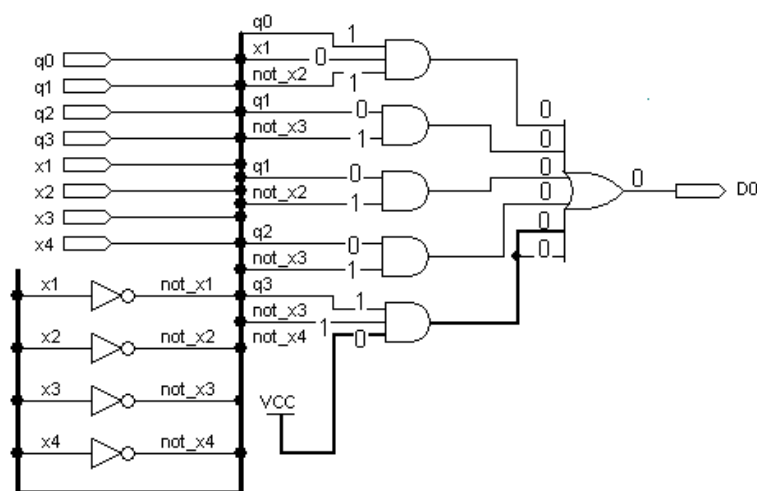 q0
q1
q2
q3
x1
x2
x3
x4
x1 not_x1
x2 not_x2
x3 not_x3
x4 not_x4
q0 1
x1 0
not_x2 1
q1 0
not_x3 1
q1 0
not_x2 1
q2 0
not_x3 1
q3 1
not_x3 1
not_x4 0
VCC
0
0
0
0
0
0
0 D0